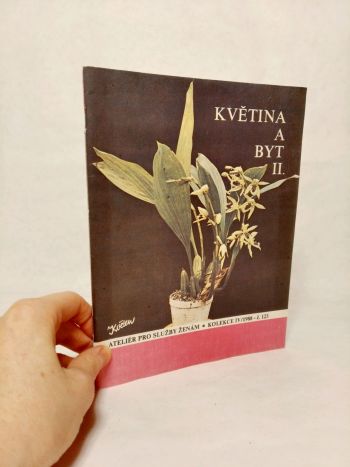 KVĚTINA
A
BYT
II.
ATELIÉR PRO SLUŽBY ŽENÁM • KOLEKCE IV/1988 - č. 123